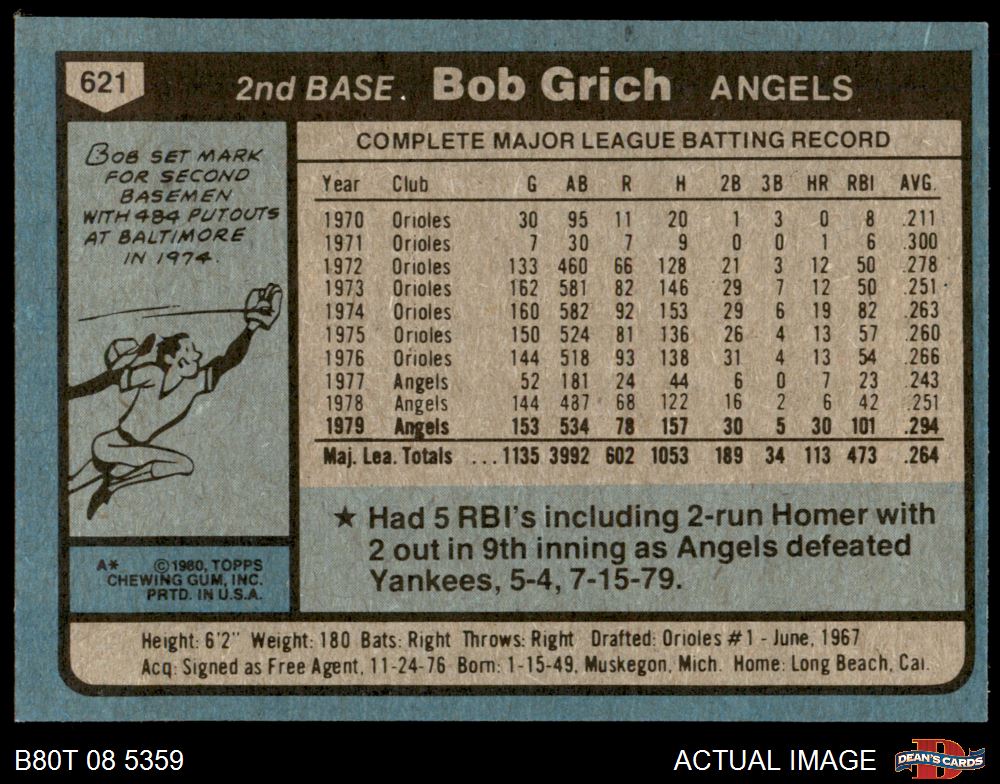 621
2nd BASE. Bob Grich ANGELS
BOB SET MARK
FOR SECOND
BASEMEN
WITH 484 PUTOUTS
AT BALTIMORE
IN 1974.
A* ©1980, TOPPS
CHEWING GUM, INC.
PRTD. IN U.S.A.
COMPLETE MAJOR LEAGUE BATTING RECORD
Year Club G AB R H 2B 3B HR RBI AVG.
1970 Orioles 30 95 11 20 1 3 0 8 .211
1971 Orioles 7 30 7 9 0 0 1 6 .300
1972 Orioles 133 460 66 128 21 3 12 50 .278
1973 Orioles 162 581 82 146 29 7 12 50 .251
1974 Orioles 160 582 92 153 29 6 19 82 .263
1975 Orioles 150 524 81 136 26 4 13 57 .260
1976 Orioles 144 518 93 138 31 4 13 54 .266
1977 Angels 52 181 24 44 6 0 7 23 .243
1978 Angels 144 487 68 122 16 2 6 42 .251
1979 Angels 153 534 78 157 30 5 30 101 .294
Maj. Lea. Totals ...1135 3992 602 1053 189 34 113 473 .264
★ Had 5 RBI's including 2-run Homer with
2 out in 9th inning as Angels defeated
Yankees, 5-4, 7-15-79.
Height: 6'2" Weight: 180 Bats: Right Throws: Right Drafted: Orioles #1 - June, 1967
Acq: Signed as Free Agent, 11-24-76 Born: 1-15-49, Muskegon, Mich. Home: Long Beach, Cal.
B80T 08 5359
ACTUAL IMAGE
DEAN'S CARDS